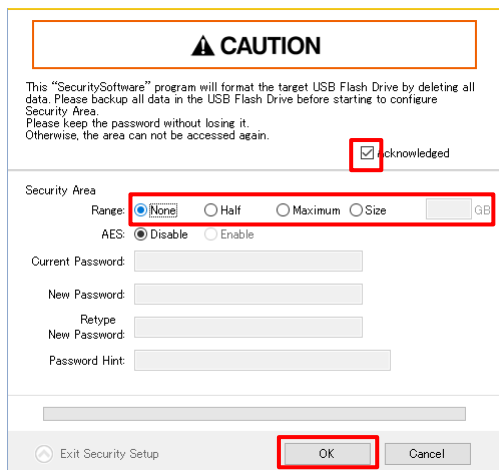 ⚠ CAUTION
This “SecuritySoftware” program will format the target USB Flash Drive by deleting all
data. Please backup all data in the USB Flash Drive before starting to configure
Security Area.
Please keep the password without losing it.
Otherwise, the area can not be accessed again.
Acknowledged
Security Area
Range: None Half Maximum Size GB
AES: Disable Enable
Current Password:
New Password:
Retype
New Password:
Password Hint:
Exit Security Setup OK Cancel